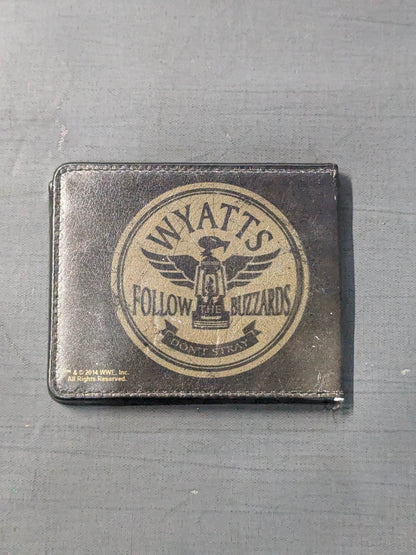 WYATTS
FOLLOW THE BUZZARDS
DON'T STRAY
™ & © 2014 WWE, Inc.
All Rights Reserved.